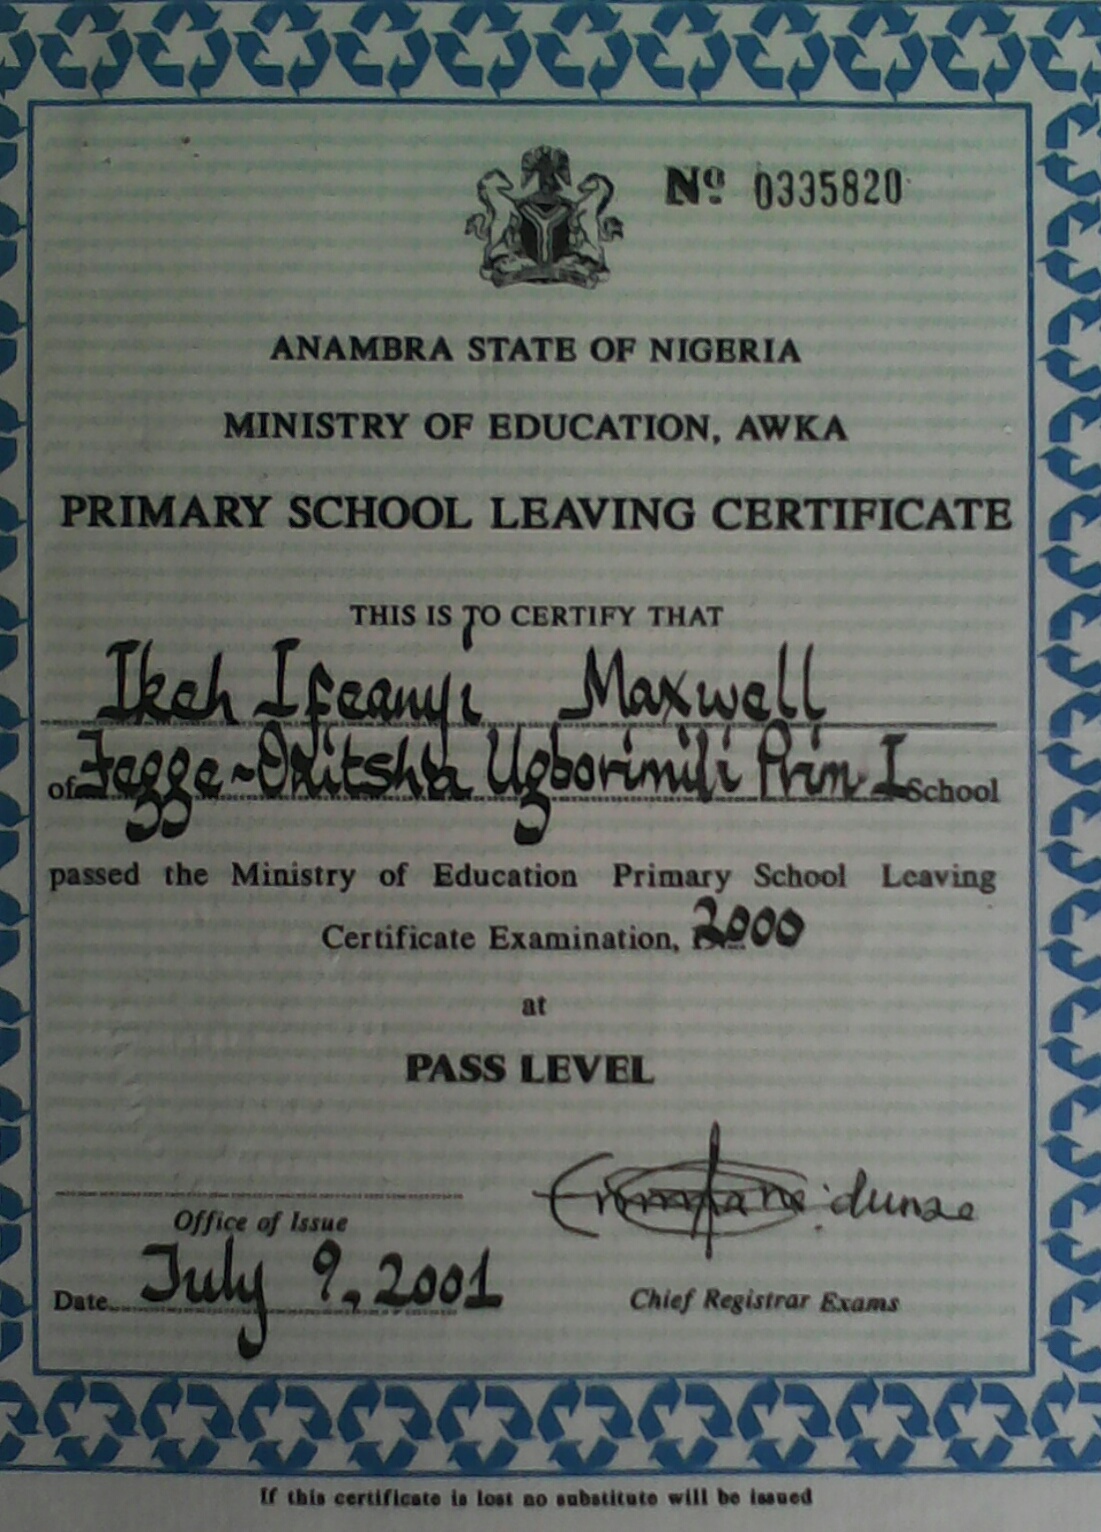 Nº 0335820
ANAMBRA STATE OF NIGERIA
MINISTRY OF EDUCATION, AWKA
PRIMARY SCHOOL LEAVING CERTIFICATE
THIS IS TO CERTIFY THAT
Ikeh Ifeanyi Maxwell
of Fegge-Onitsha Ugborimili Prim I School
passed the Ministry of Education Primary School Leaving
Certificate Examination, 2000
at
PASS LEVEL
Office of Issue
Date July 9, 2001
Chief Registrar Exams
If this certificate is lost no substitute will be issued